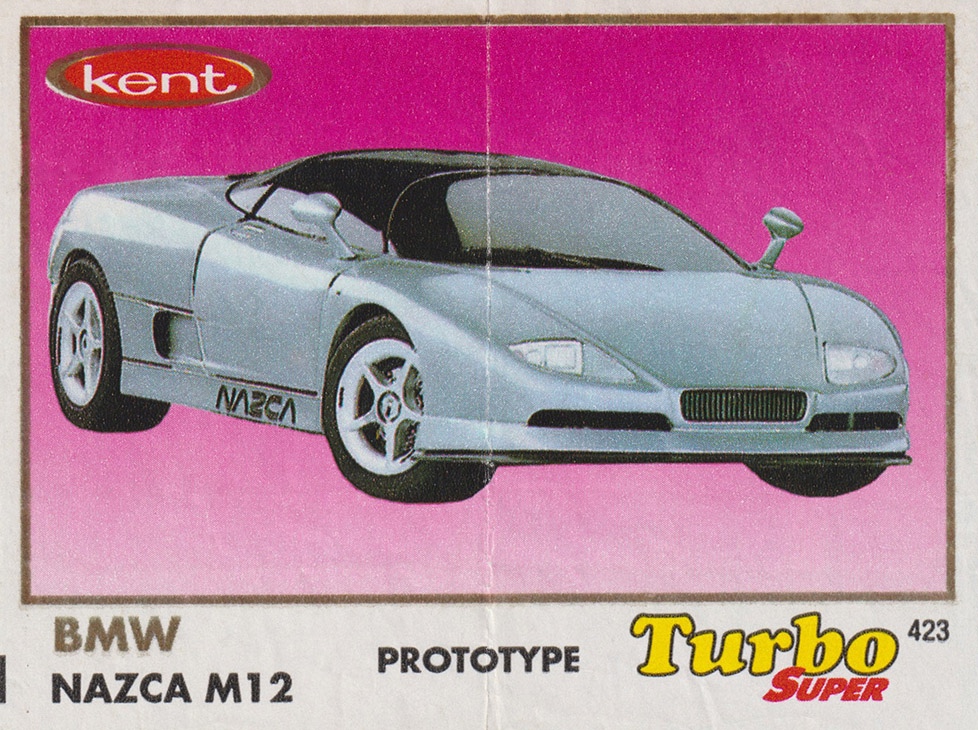 kent
NAZCA
BMW
NAZCA M12
PROTOTYPE
Turbo
SUPER
423